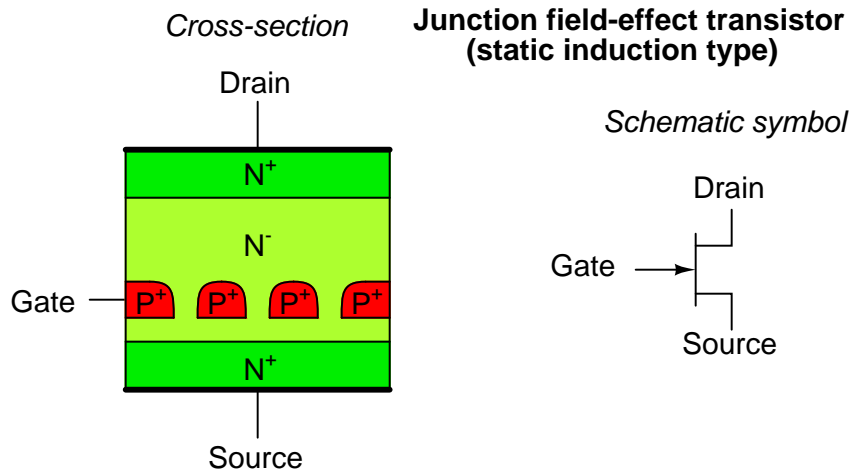 Cross-section
Junction field-effect transistor
(static induction type)
Drain
Schematic symbol
N⁺
Drain
N⁻
Gate
Gate
P⁺ P⁺ P⁺ P⁺
Source
N⁺
Source